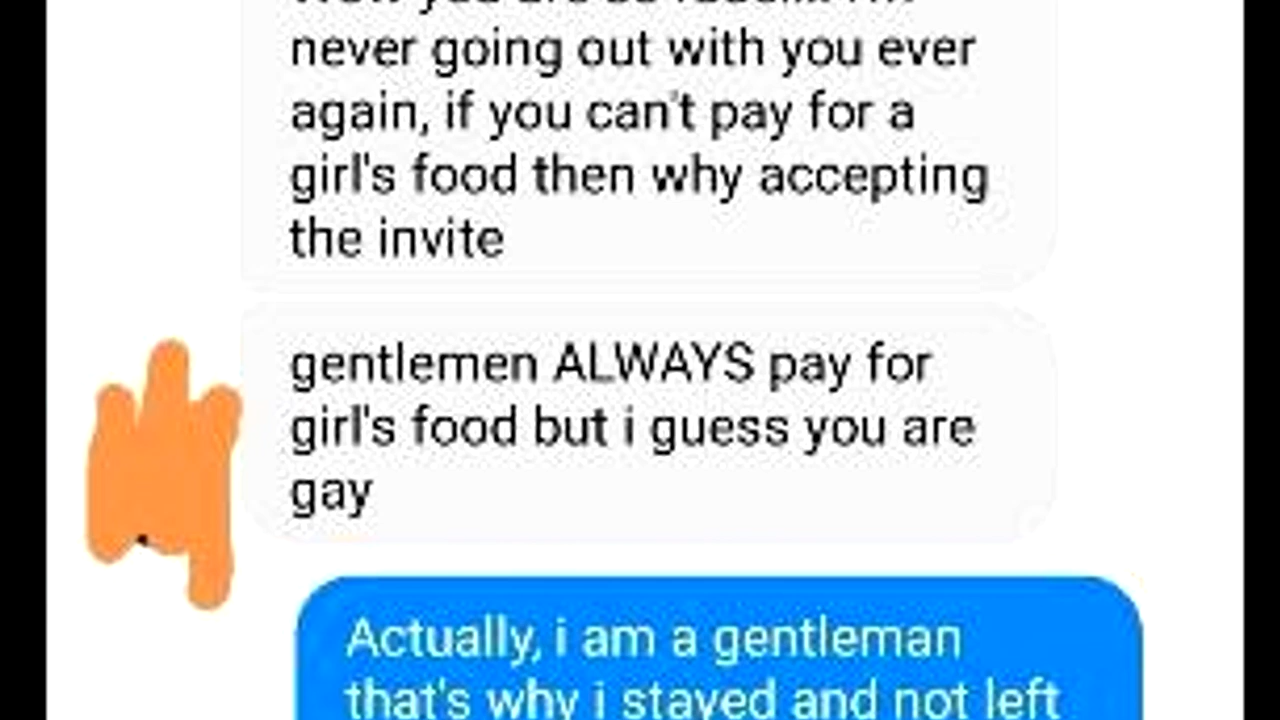 never going out with you ever
again, if you can't pay for a
girl's food then why accepting
the invite
gentlemen ALWAYS pay for
girl's food but i guess you are
gay
Actually, i am a gentleman
that's why i stayed and not left